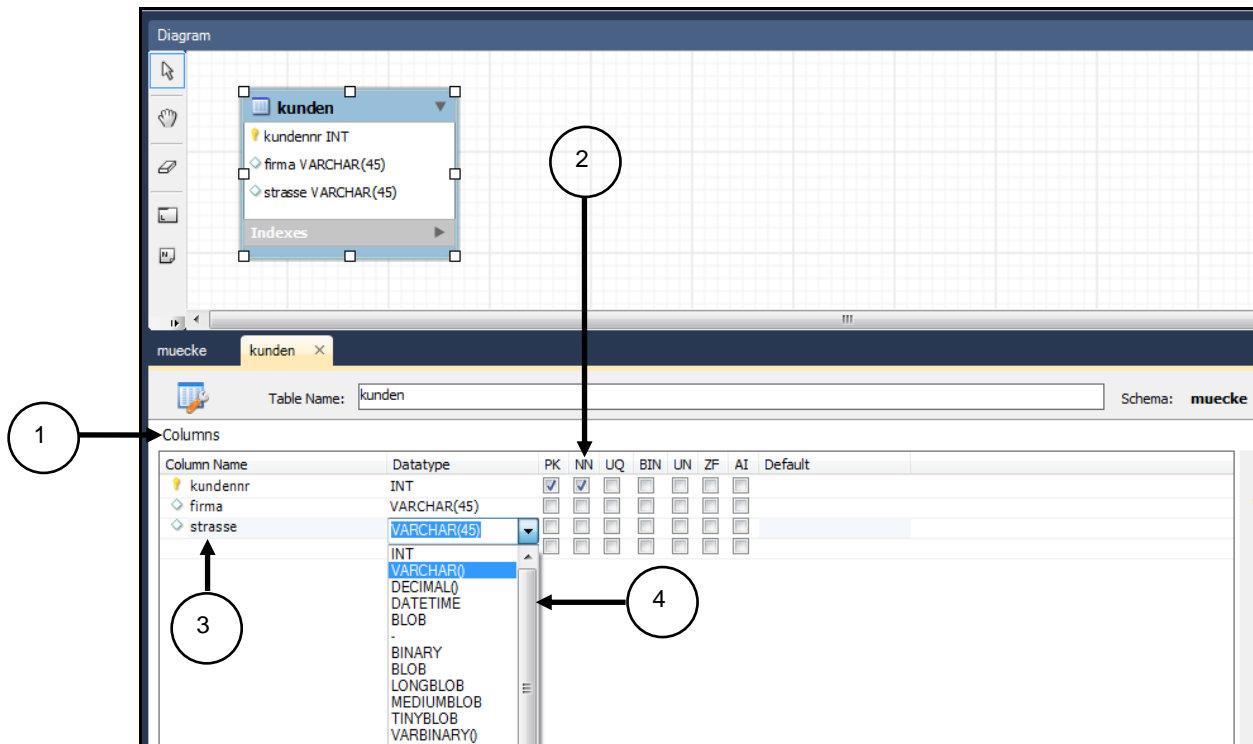 Diagram
kunden
kundennr INT
firma VARCHAR(45)
strasse VARCHAR(45)
Indexes
2
muecke kunden
Table Name: kunden Schema: muecke
1
Columns
Column Name Datatype PK NN UQ BIN UN ZF AI Default
kundennr INT
firma VARCHAR(45)
strasse VARCHAR(45)
INT
VARCHAR()
DECIMAL()
DATETIME
BLOB
-
BINARY
BLOB
LONGBLOB
MEDIUMBLOB
TINYBLOB
VARBINARY()
3
4